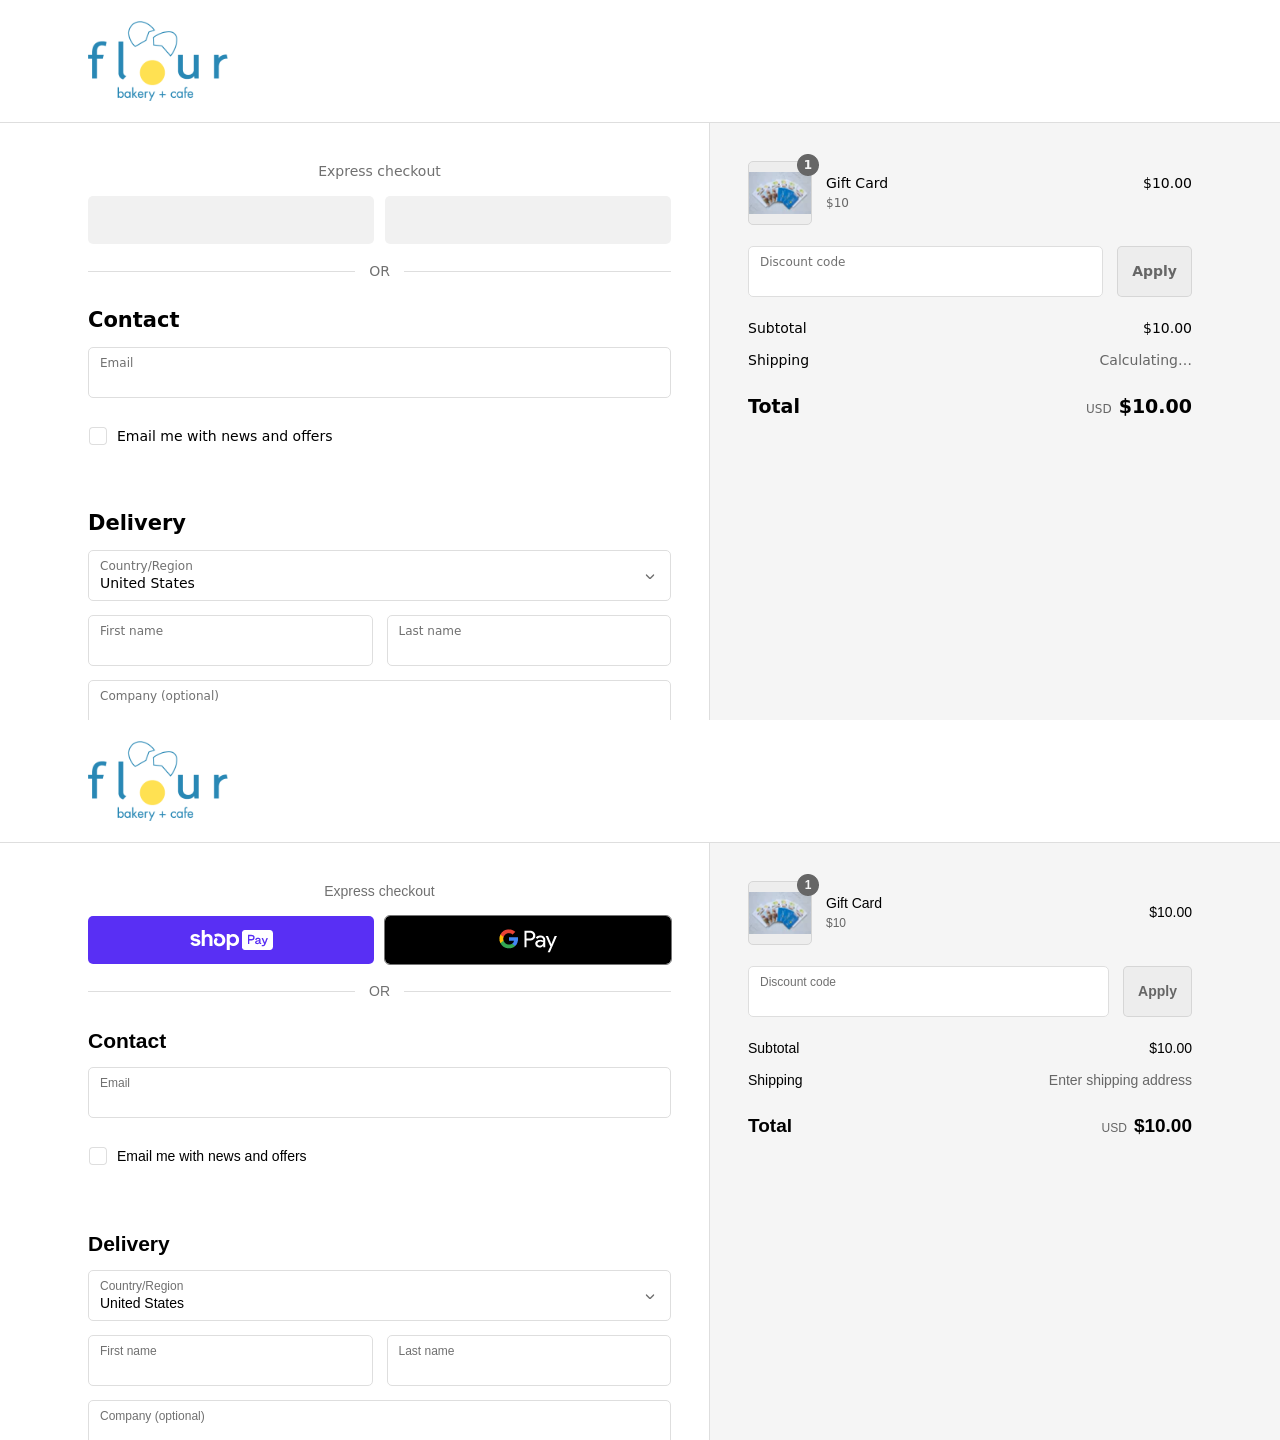 flour
bakery + cafe
Express checkout
OR
Contact
Email
Email me with news and offers
Delivery
Country/Region
United States
First name
Last name
Company (optional)
1
Gift Card
$10
$10.00
Discount code
Apply
Subtotal
$10.00
Shipping
Calculating...
Total
USD $10.00
flour
bakery + cafe
Express checkout
shop Pay
G Pay
OR
Contact
Email
Email me with news and offers
Delivery
Country/Region
United States
First name
Last name
Company (optional)
1
Gift Card
$10
$10.00
Discount code
Apply
Subtotal
$10.00
Shipping
Enter shipping address
Total
USD $10.00